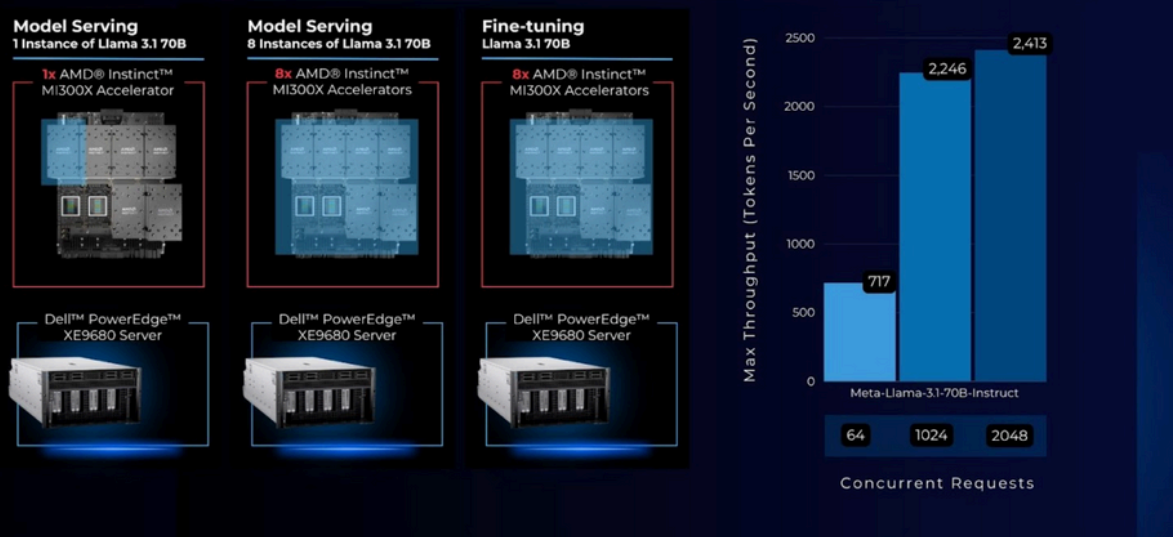 Model Serving
1 Instance of Llama 3.1 70B
1x AMD® Instinct™
MI300X Accelerator
Dell™ PowerEdge™
XE9680 Server
Model Serving
8 Instances of Llama 3.1 70B
8x AMD® Instinct™
MI300X Accelerators
Dell™ PowerEdge™
XE9680 Server
Fine-tuning
Llama 3.1 70B
8x AMD® Instinct™
MI300X Accelerators
Dell™ PowerEdge™
XE9680 Server
Max Throughput (Tokens Per Second)
2500
2000
1500
1000
500
0
717
2,246
2,413
Meta-Llama-3.1-70B-Instruct
64
1024
2048
Concurrent Requests